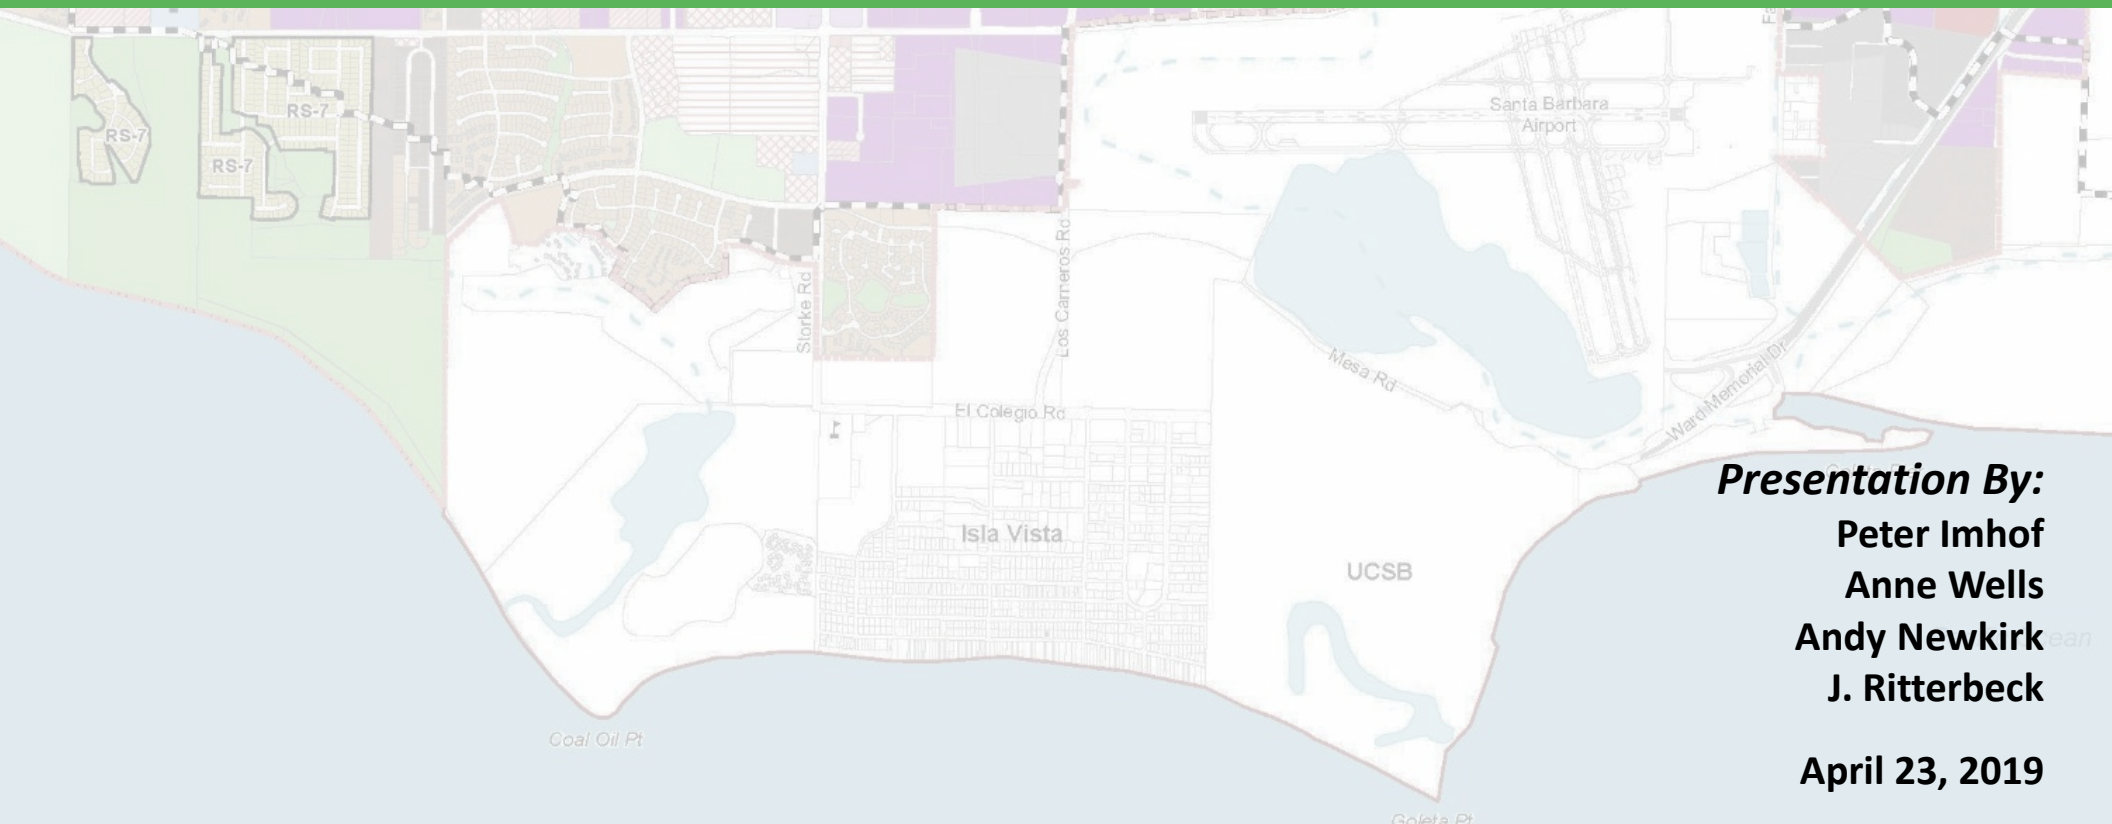 RS-7
RS-7
RS-7
Santa Barbara
Airport
Storke Rd
Los Carneros Rd
Mesa Rd
Ward Memorial Dr
El Colegio Rd
Isla Vista
UCSB
Coal Oil Pt
Goleta Pt
Presentation By:
Peter Imhof
Anne Wells
Andy Newkirk
J. Ritterbeck
April 23, 2019